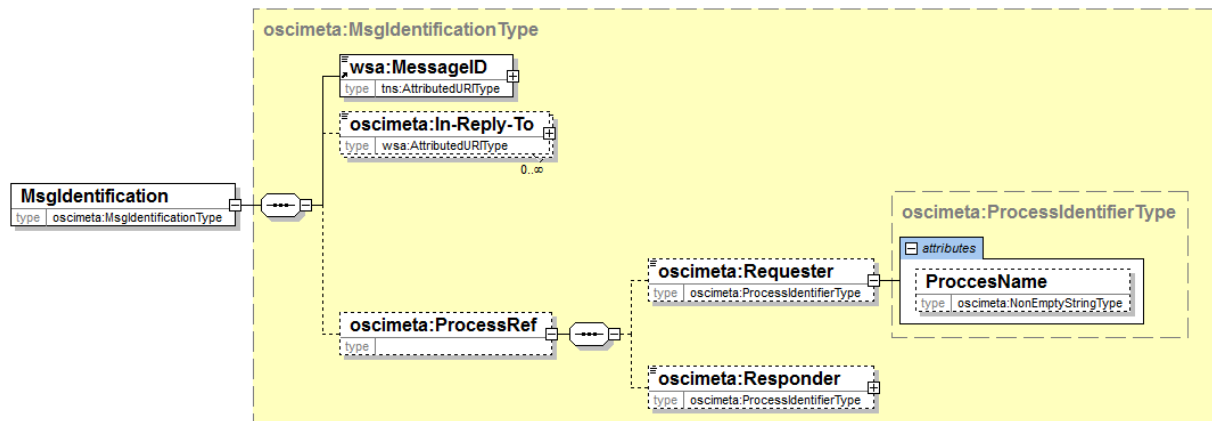 oscimeta:MsgIdentificationType
wsa:MessageID
type tns:AttributedURIType
oscimeta:In-Reply-To
type wsa:AttributedURIType
0..∞
MsgIdentification
type oscimeta:MsgIdentificationType
oscimeta:ProcessIdentifierType
attributes
oscimeta:Requester
type oscimeta:ProcessIdentifierType
ProccesName
type oscimeta:NonEmptyStringType
oscimeta:ProcessRef
type
oscimeta:Responder
type oscimeta:ProcessIdentifierType